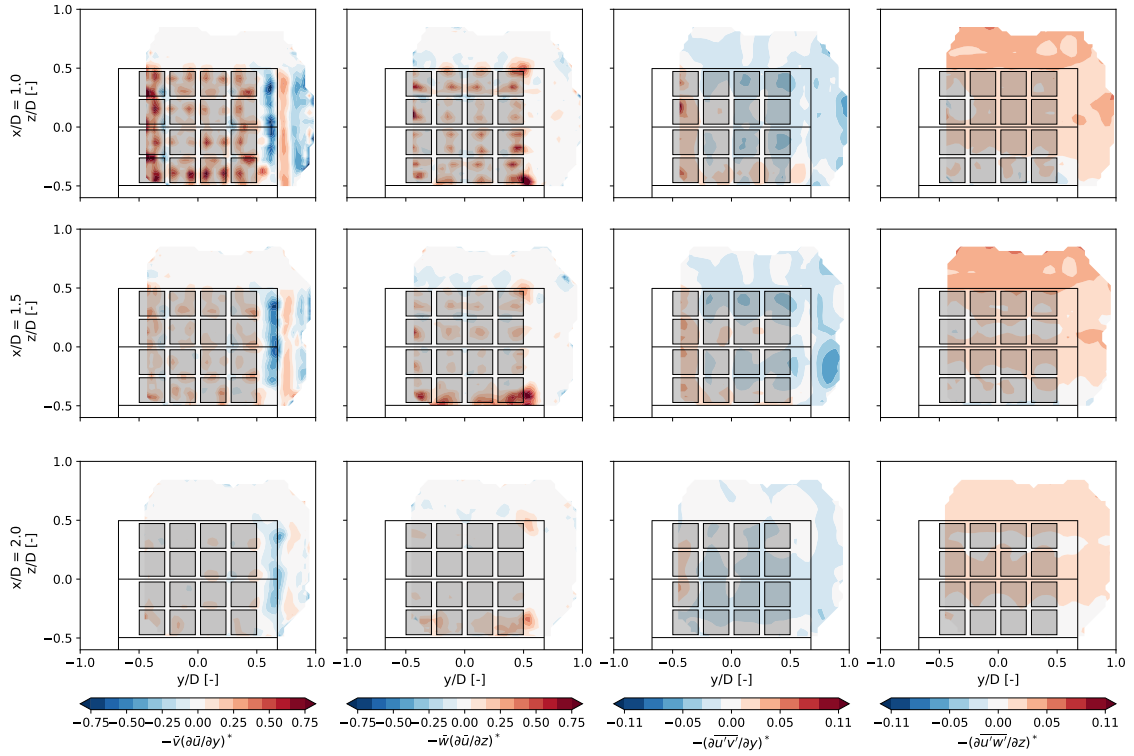 1.0
0.5
0.0
−0.5
x/D = 1.0
z/D [-]
1.0
0.5
0.0
−0.5
x/D = 1.5
z/D [-]
1.0
0.5
0.0
−0.5
x/D = 2.0
z/D [-]
−1.0 −0.5 0.0 0.5 1.0
−1.0 −0.5 0.0 0.5 1.0
−1.0 −0.5 0.0 0.5 1.0
−1.0 −0.5 0.0 0.5 1.0
y/D [-] y/D [-] y/D [-] y/D [-]
−0.75 −0.50 −0.25 0.00 0.25 0.50 0.75
−0.75 −0.50 −0.25 0.00 0.25 0.50 0.75
−0.11 −0.05 0.00 0.05 0.11
−0.11 −0.05 0.00 0.05 0.11
−v̄(∂ū/∂y)*
−w̄(∂ū/∂z)*
−(∂u′v′/∂y)*
−(∂u′w′/∂z)*